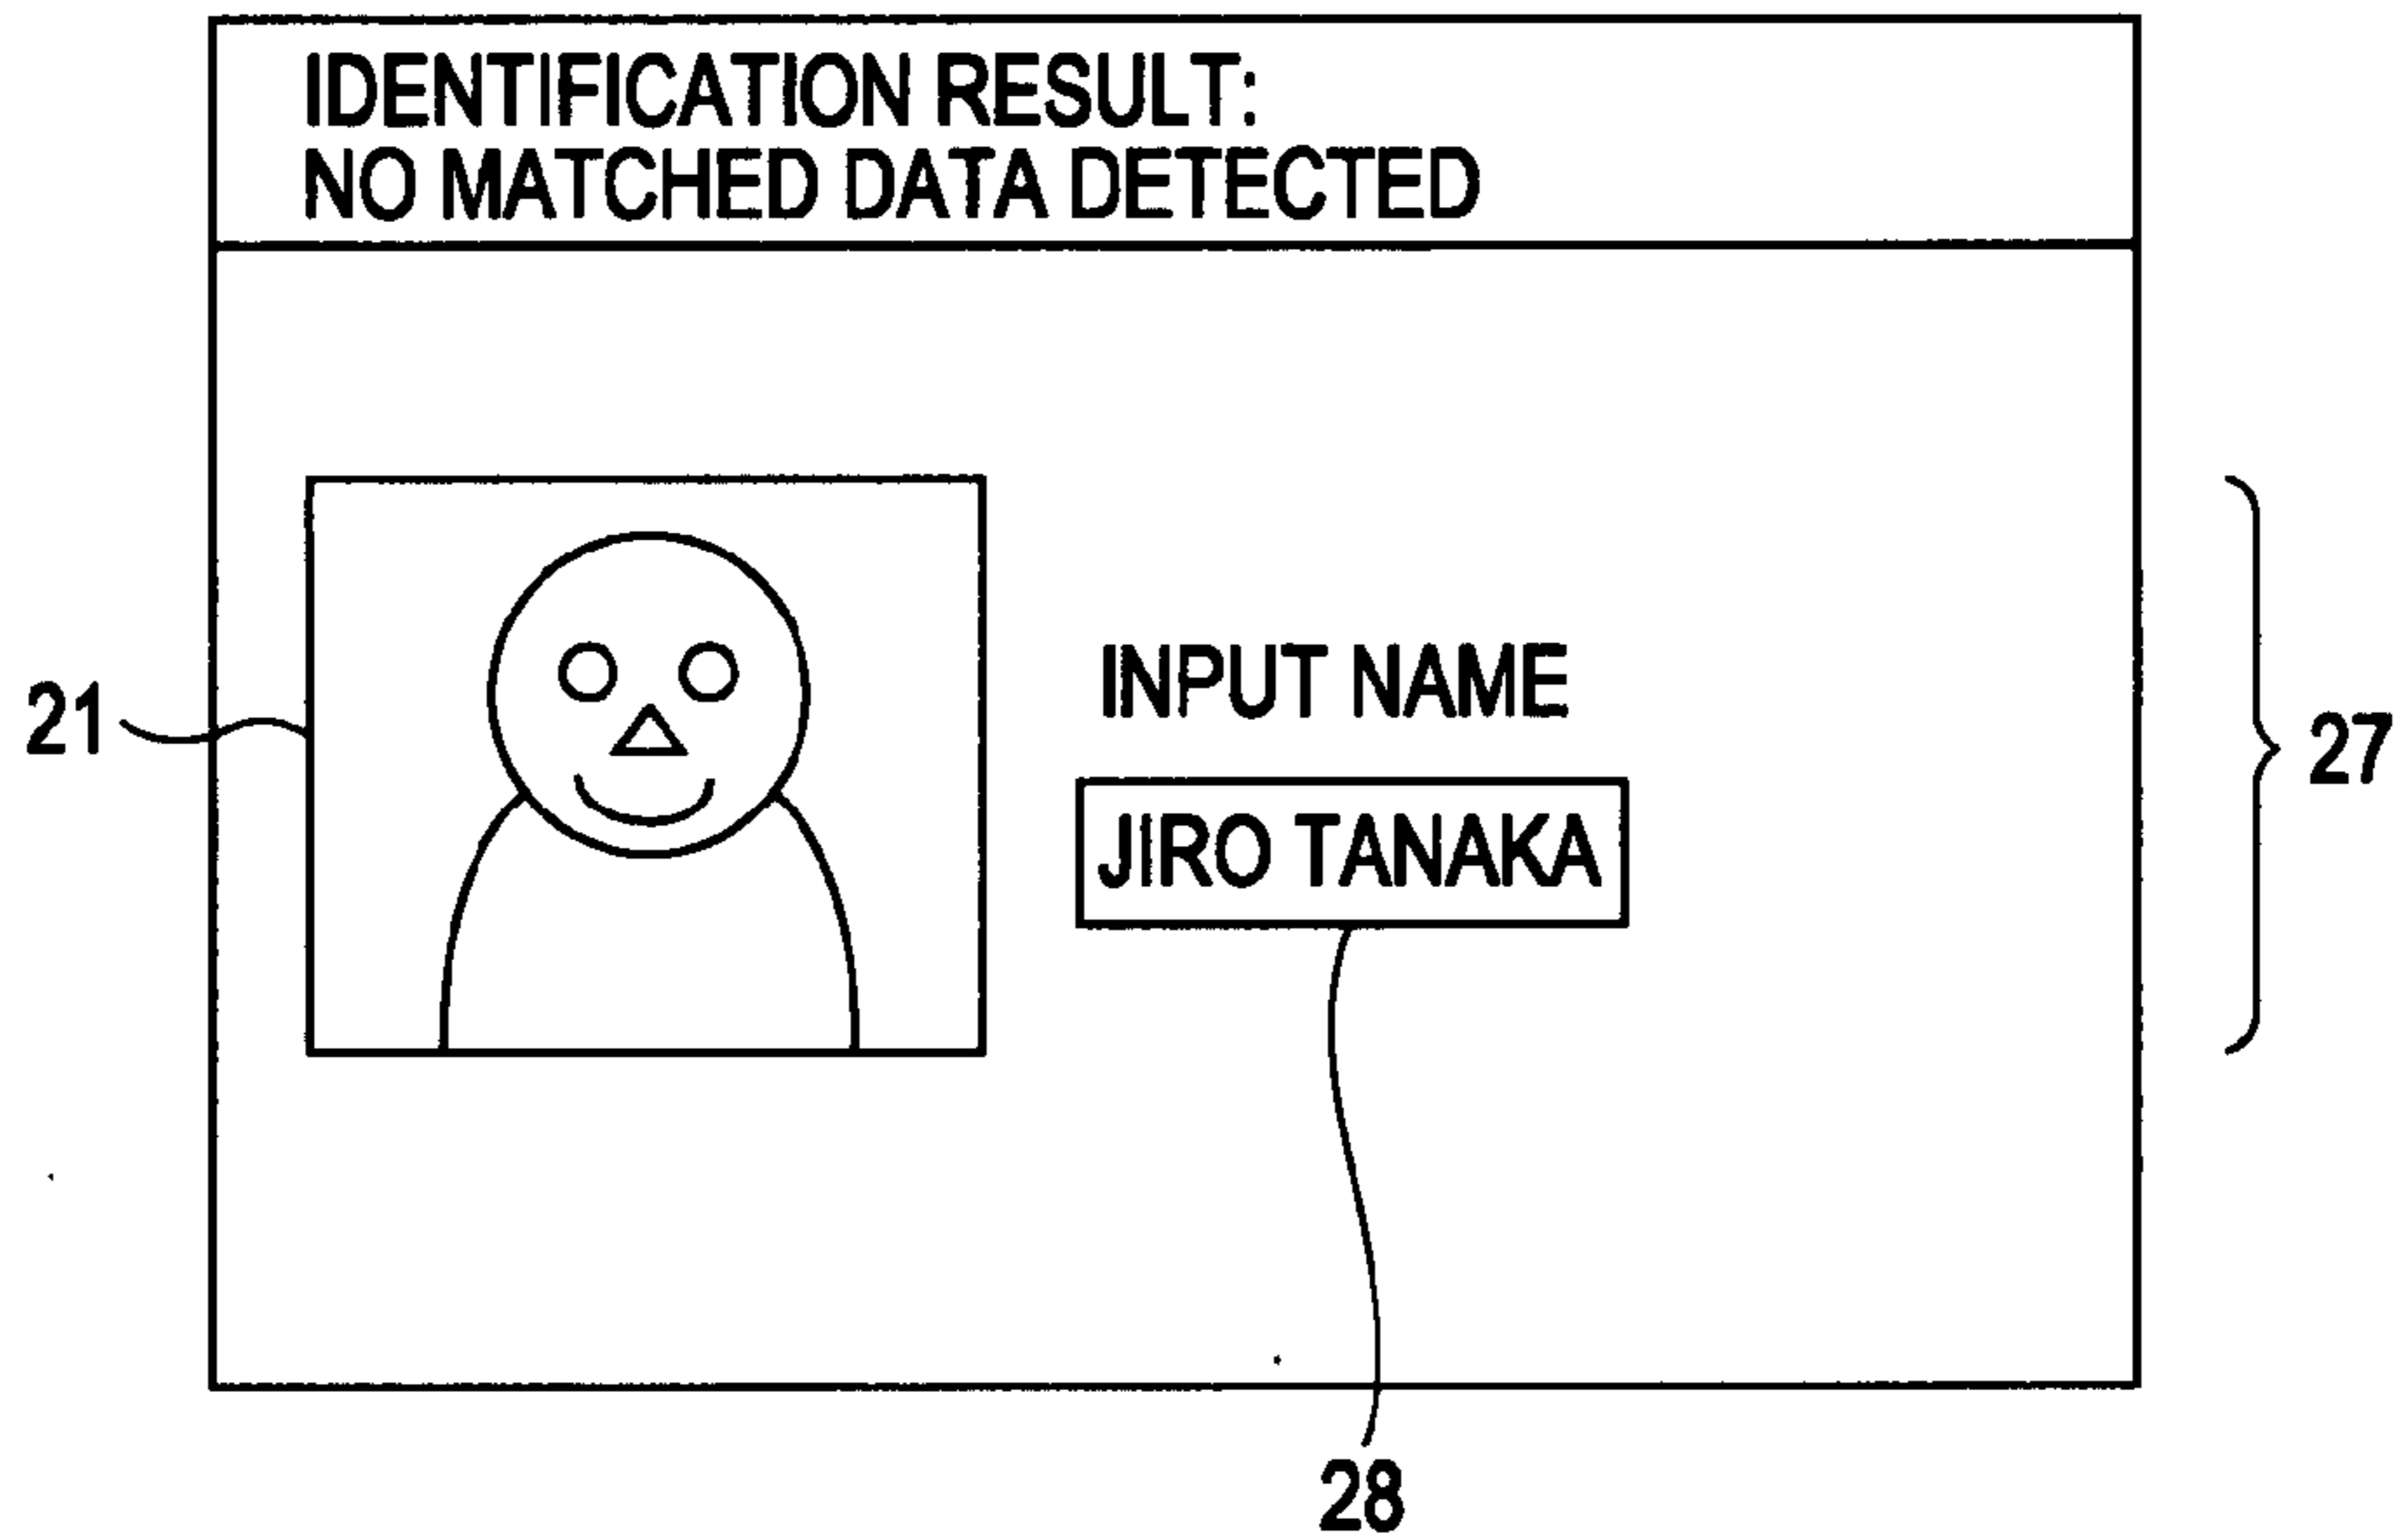 IDENTIFICATION RESULT:
NO MATCHED DATA DETECTED
INPUT NAME
21
27
JIRO TANAKA
28